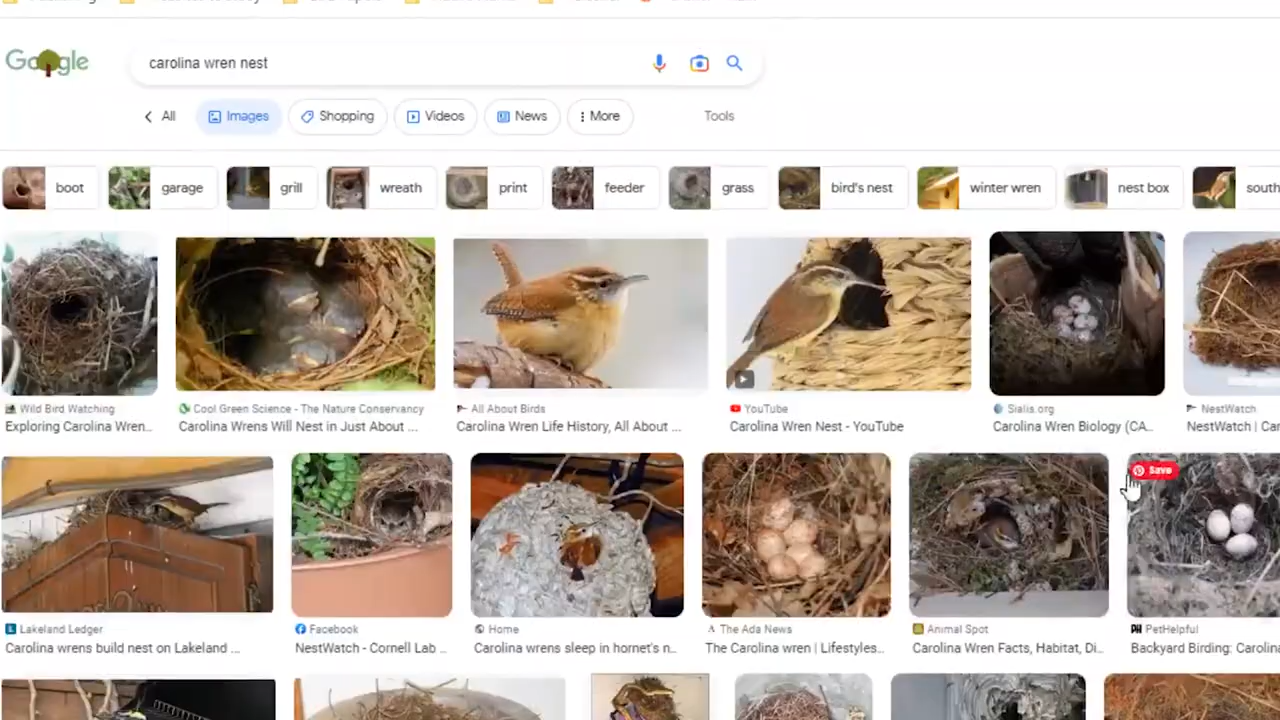 Google
carolina wren nest
All Images Shopping Videos News More Tools
boot garage grill wreath print feeder grass bird's nest winter wren nest box south
Wild Bird Watching
Exploring Carolina Wren...
Cool Green Science - The Nature Conservancy
Carolina Wrens Will Nest in Just About ...
All About Birds
Carolina Wren Life History, All About ...
YouTube
Carolina Wren Nest - YouTube
Sialis.org
Carolina Wren Biology (CA...
NestWatch
NestWatch | Car
Save
Lakeland Ledger
Carolina wrens build nest on Lakeland ...
Facebook
NestWatch - Cornell Lab ...
Home
Carolina wrens sleep in hornet's n...
The Ada News
The Carolina wren | Lifestyles...
Animal Spot
Carolina Wren Facts, Habitat, Di...
PetHelpful
Backyard Birding: Carolina